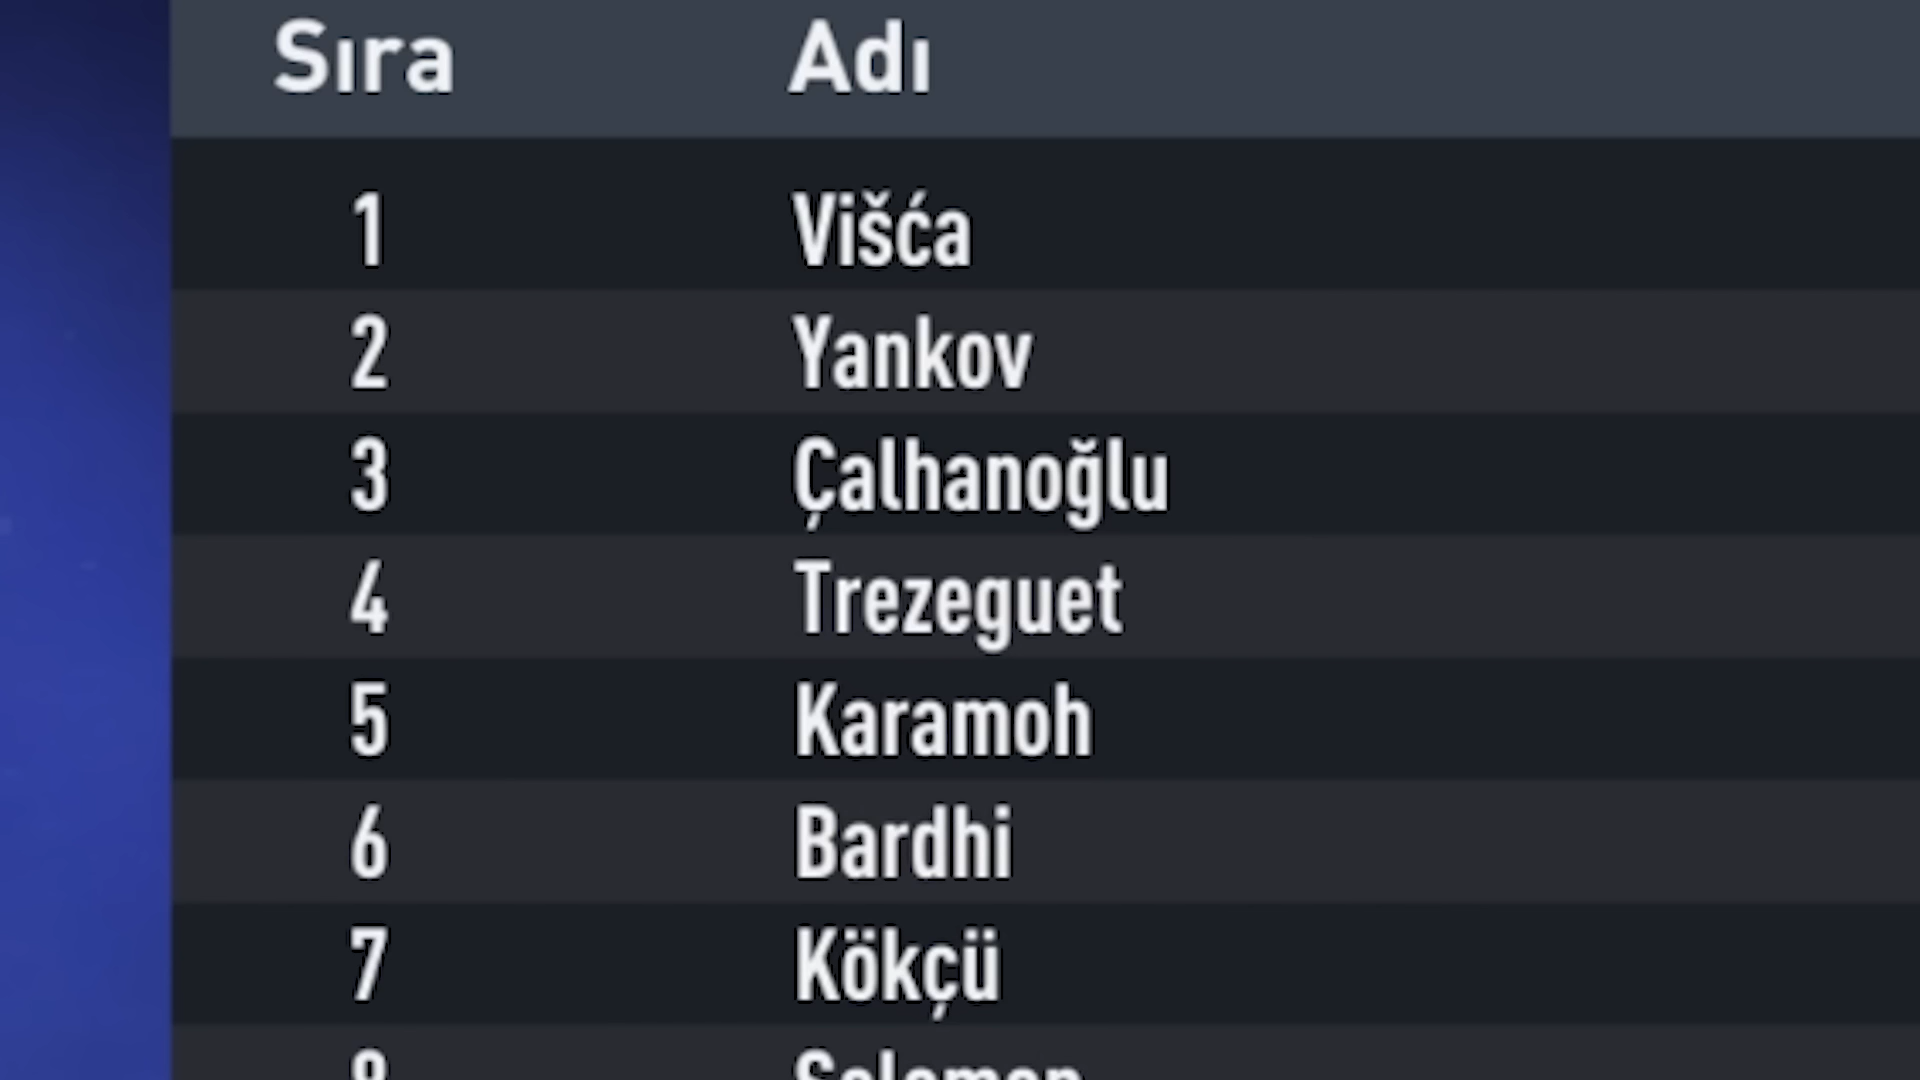 Sıra Adı
1 Višća
2 Yankov
3 Çalhanoğlu
4 Trezeguet
5 Karamoh
6 Bardhi
7 Kökçü